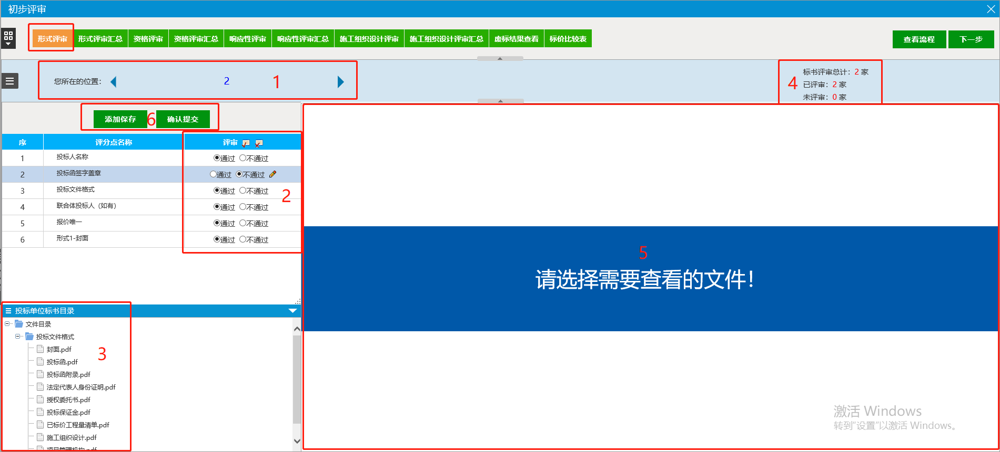 初步评审
形式评审 形式评审汇总 资格评审 资格评审汇总 响应性评审 响应性评审汇总 施工组织设计评审 施工组织设计评审汇总 废标结果查看 标价比较表 查看流程 下一步
您所在的位置： 2 1
4
标书评审总计：2 家
已评审：2 家
未评审：0 家
添加保存 6 确认提交
序 评分点名称 评审
1 投标人名称 通过 不通过
2 投标函签字盖章 通过 不通过
3 投标文件格式 通过 不通过
2
4 联合体投标人（如有） 通过 不通过
5 报价唯一 通过 不通过
6 形式1-封面 通过 不通过
5
请选择需要查看的文件！
投标单位标书目录
文件目录
投标文件格式
3
封面.pdf
投标函.pdf
投标函附录.pdf
法定代表人身份证明.pdf
授权委托书.pdf
投标保证金.pdf
已标价工程量清单.pdf
施工组织设计.pdf
项目管理机构.pdf
激活 Windows
转到"设置"以激活 Windows。